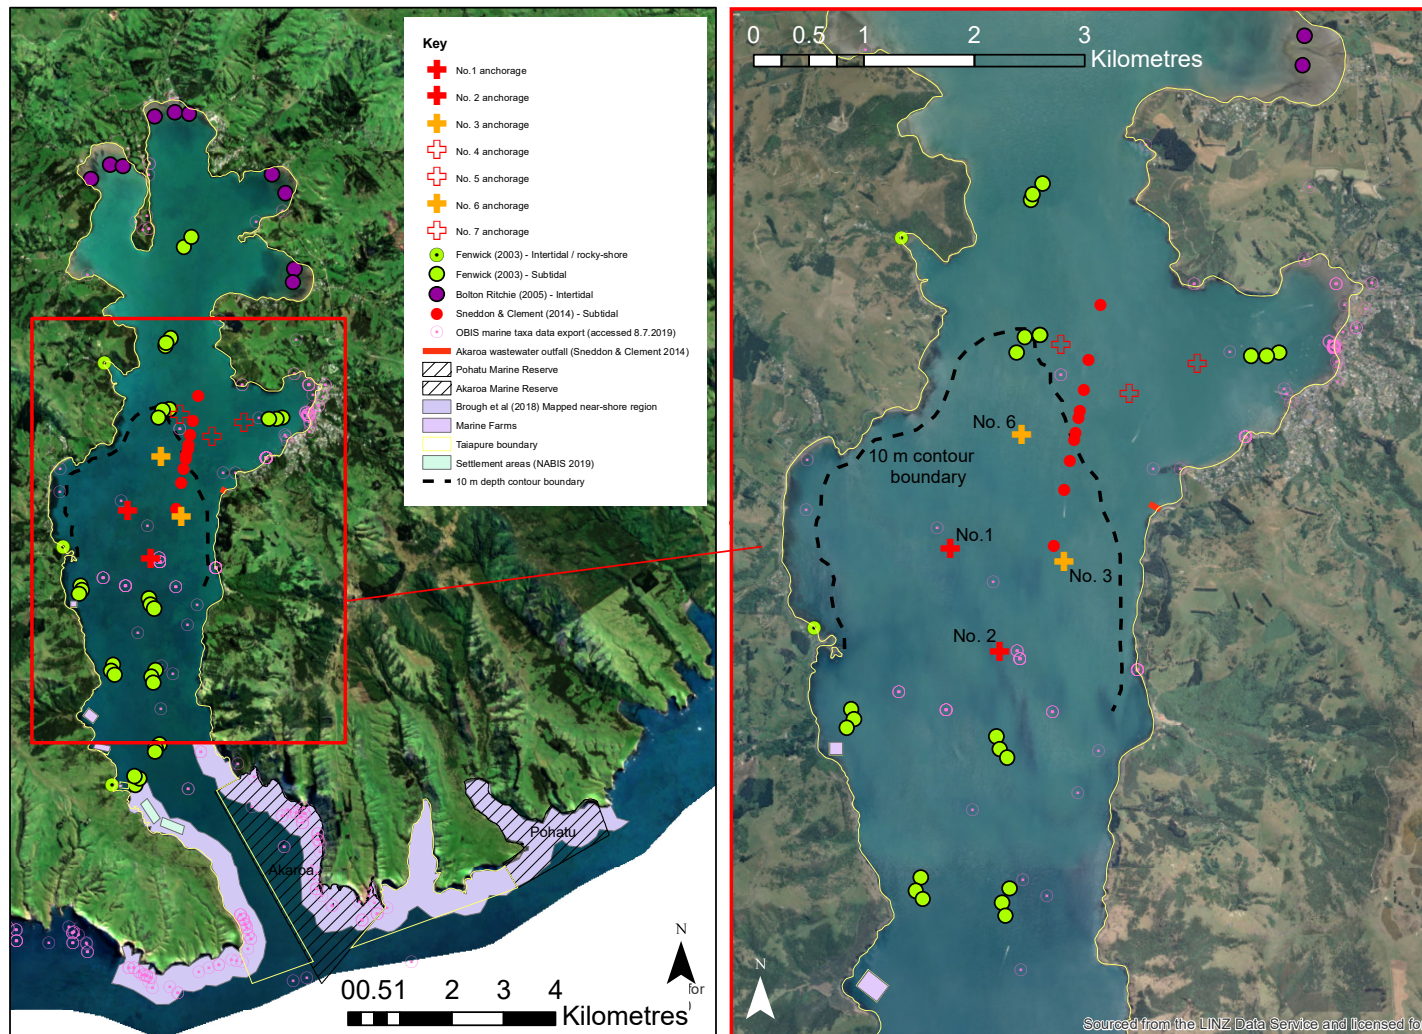 Key
No.1 anchorage
No. 2 anchorage
No. 3 anchorage
No. 4 anchorage
No. 5 anchorage
No. 6 anchorage
No. 7 anchorage
Fenwick (2003) - Intertidal / rocky-shore
Fenwick (2003) - Subtidal
Bolton Ritchie (2005) - Intertidal
Sneddon & Clement (2014) - Subtidal
OBIS marine taxa data export (accessed 8.7.2019)
Akaroa wastewater outfall (Sneddon & Clement 2014)
Pohatu Marine Reserve
Akaroa Marine Reserve
Brough et al (2018) Mapped near-shore region
Marine Farms
Taiapure boundary
Settlement areas (NABIS 2019)
10 m depth contour boundary
Pohatu
Akaroa
N
for
00.51 2 3 4
Kilometres
0 0.5 1 2 3
Kilometres
No. 6
10 m contour
boundary
No.1
No. 3
No. 2
N
Sourced from the LINZ Data Service and licensed fo